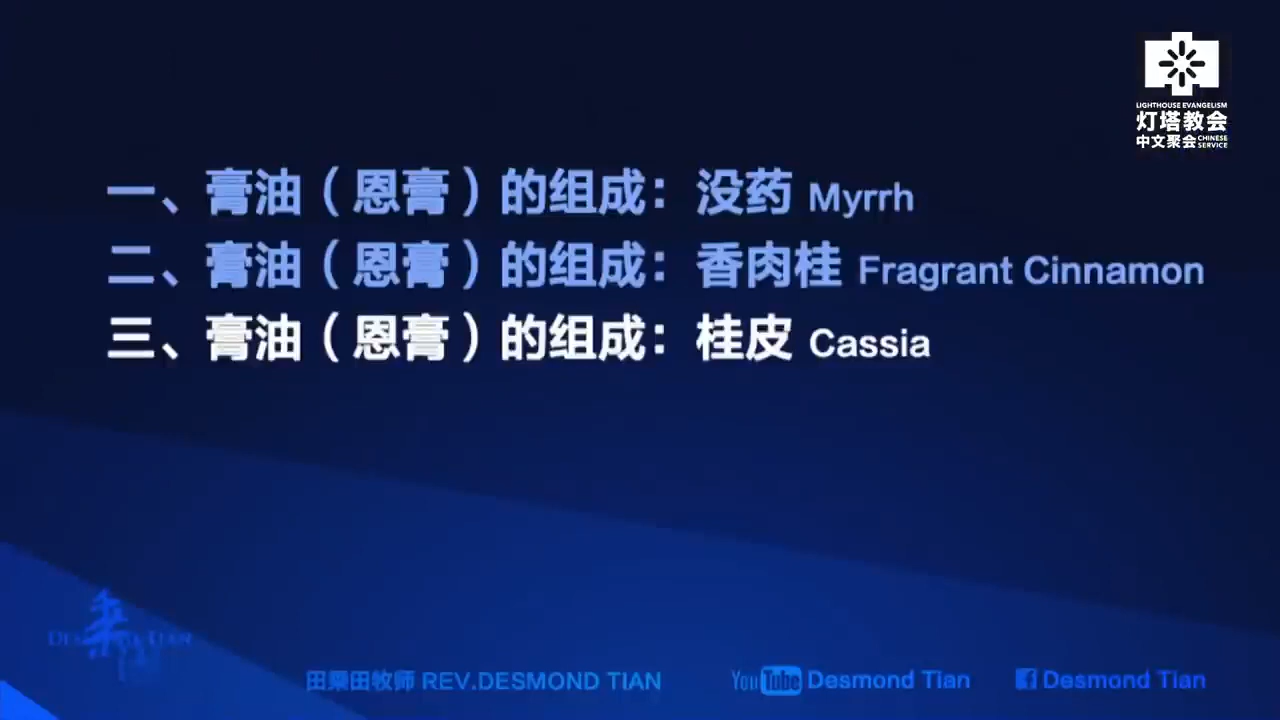 LIGHTHOUSE EVANGELISM
灯塔教会
中文聚会 CHINESE SERVICE
一、膏油（恩膏）的组成：没药 Myrrh
二、膏油（恩膏）的组成：香肉桂 Fragrant Cinnamon
三、膏油（恩膏）的组成：桂皮 Cassia
田粟田牧师 REV.DESMOND TIAN
YouTube Desmond Tian
Desmond Tian